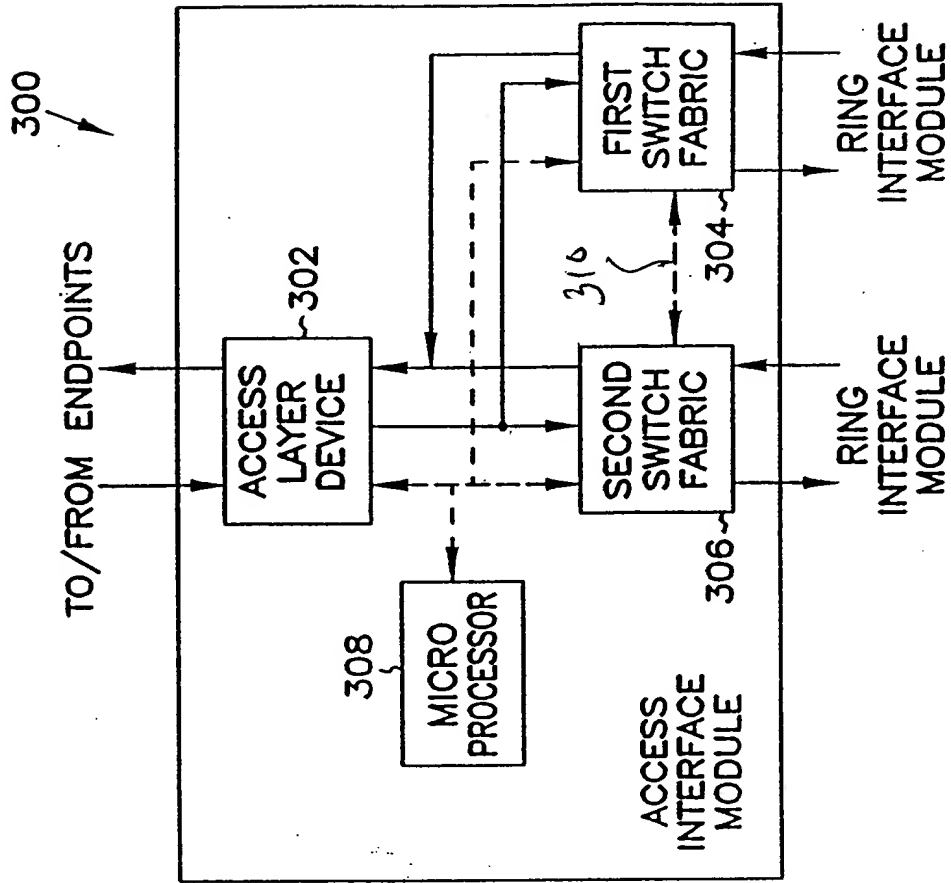 300
TO/FROM ENDPOINTS
302
ACCESS
LAYER
DEVICE
308
MICRO
PROCESSOR
310
SECOND
SWITCH
FABRIC
FIRST
SWITCH
FABRIC
306
304
ACCESS
INTERFACE
MODULE
RING
INTERFACE
MODULE
RING
INTERFACE
MODULE